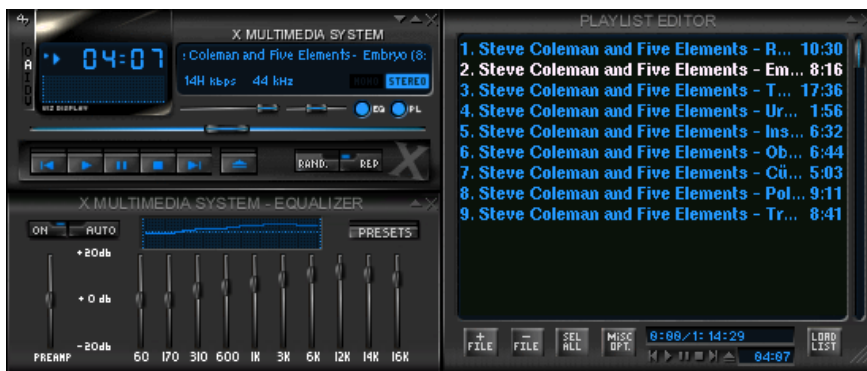 X MULTIMEDIA SYSTEM
O
A
I
D
V
04:07
: Coleman and Five Elements - Embryo (8:
14H kbps 44 kHz
MONO STEREO
VIZ DISPLAY
EQ PL
RAND. REP
X MULTIMEDIA SYSTEM - EQUALIZER
ON AUTO
PRESETS
+20db
+0 db
-20db
PREAMP 60 170 310 600 1K 3K 6K 12K 14K 16K
PLAYLIST EDITOR
1. Steve Coleman and Five Elements - R... 10:30
2. Steve Coleman and Five Elements - Em... 8:16
3. Steve Coleman and Five Elements - T... 17:36
4. Steve Coleman and Five Elements - Ur... 1:56
5. Steve Coleman and Five Elements - Ins... 6:32
6. Steve Coleman and Five Elements - Ob... 6:44
7. Steve Coleman and Five Elements - Cü... 5:03
8. Steve Coleman and Five Elements - Pol... 9:11
9. Steve Coleman and Five Elements - Tr... 8:41
+ FILE
- FILE
SEL ALL
MISC OPT.
0:00/1:14:29
04:07
LOAD LIST